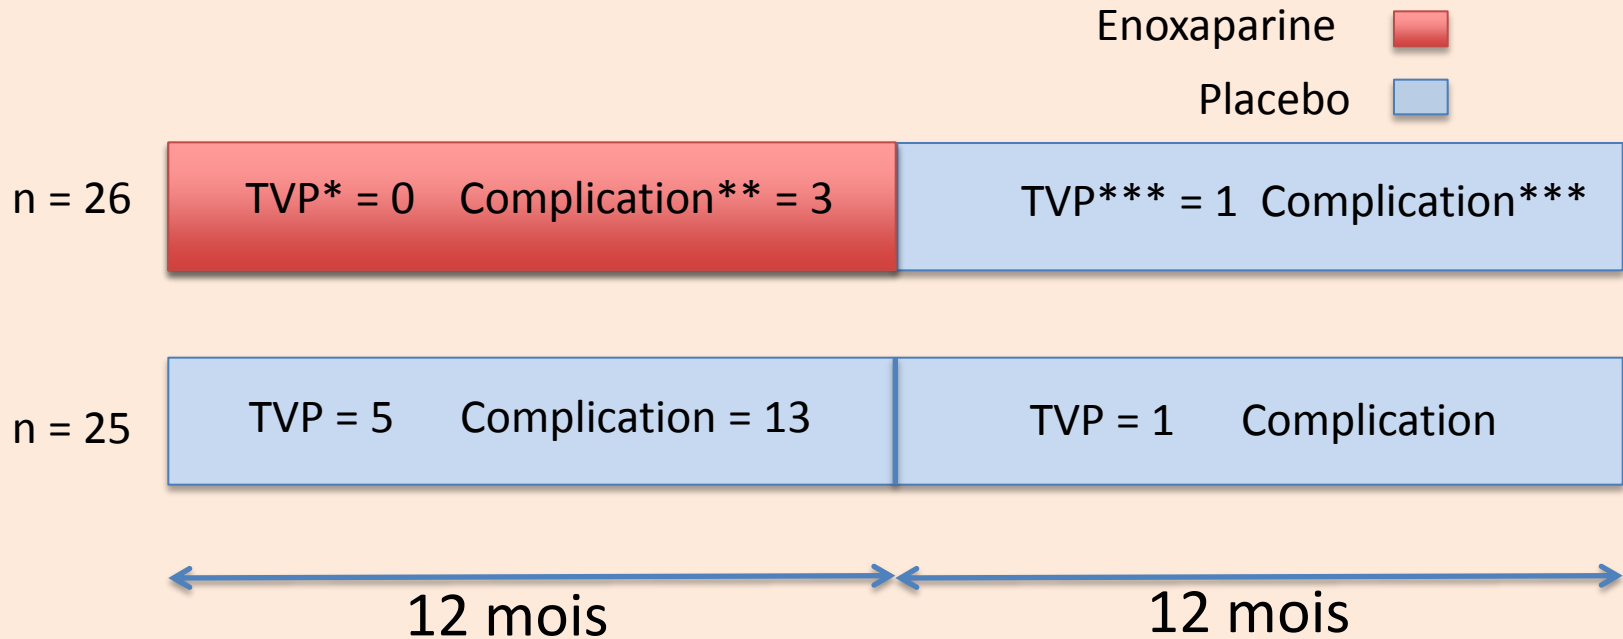 Enoxaparine
Placebo
n = 26
TVP* = 0 Complication** = 3
TVP*** = 1 Complication***
n = 25
TVP = 5 Complication = 13
TVP = 1 Complication
12 mois
12 mois